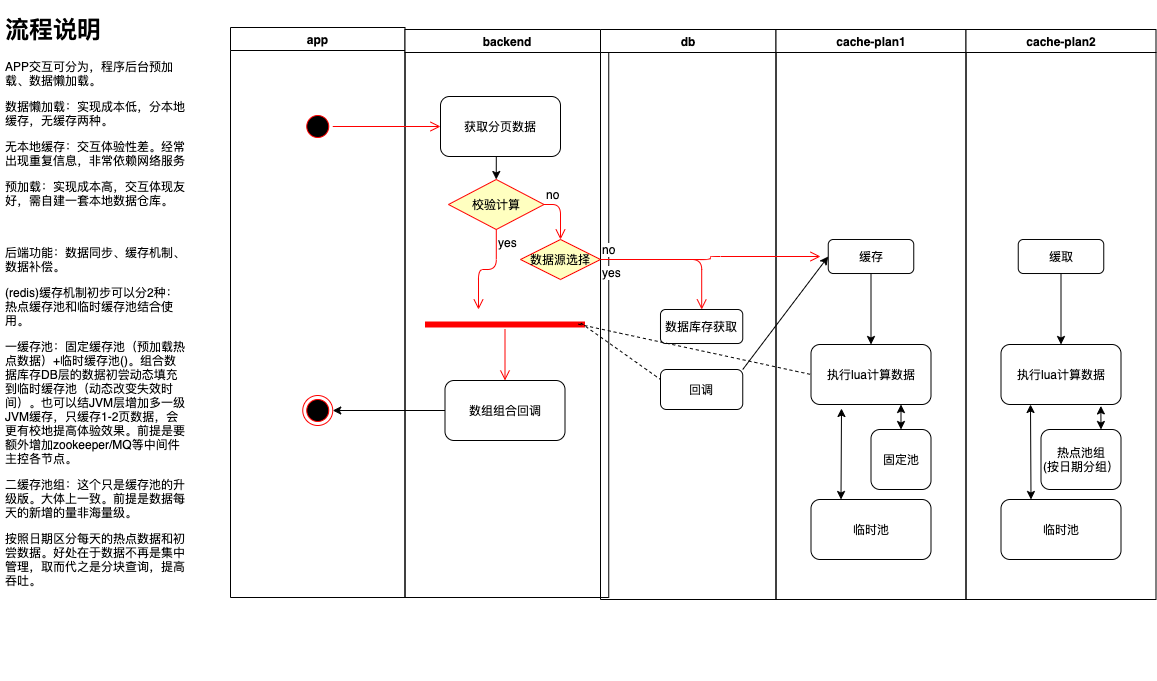 流程说明
APP交互可分为，程序后台预加
载、数据懒加载。
数据懒加载：实现成本低，分本地
缓存，无缓存两种。
无本地缓存：交互体验性差。经常
出现重复信息，非常依赖网络服务
预加载：实现成本高，交互体现友
好，需自建一套本地数据仓库。
后端功能：数据同步、缓存机制、
数据补偿。
(redis)缓存机制初步可以分2种：
热点缓存池和临时缓存池结合使
用。
一缓存池：固定缓存池（预加载热
点数据）+临时缓存池()。组合数
据库存DB层的数据初尝动态填充
到临时缓存池（动态改变失效时
间）。也可以结JVM层增加多一级
JVM缓存，只缓存1-2页数据，会
更有校地提高体验效果。前提是要
额外增加zookeeper/MQ等中间件
主控各节点。
二缓存池组：这个只是缓存池的升
级版。大体上一致。前提是数据每
天的新增的量非海量级。
按照日期区分每天的热点数据和初
尝数据。好处在于数据不再是集中
管理，取而代之是分块查询，提高
吞吐。
app
backend
db
cache-plan1
cache-plan2
获取分页数据
校验计算
no
yes
数据源选择
no
yes
缓存
缓取
数据库存获取
回调
执行lua计算数据
执行lua计算数据
数组组合回调
固定池
热点池组
(按日期分组）
临时池
临时池